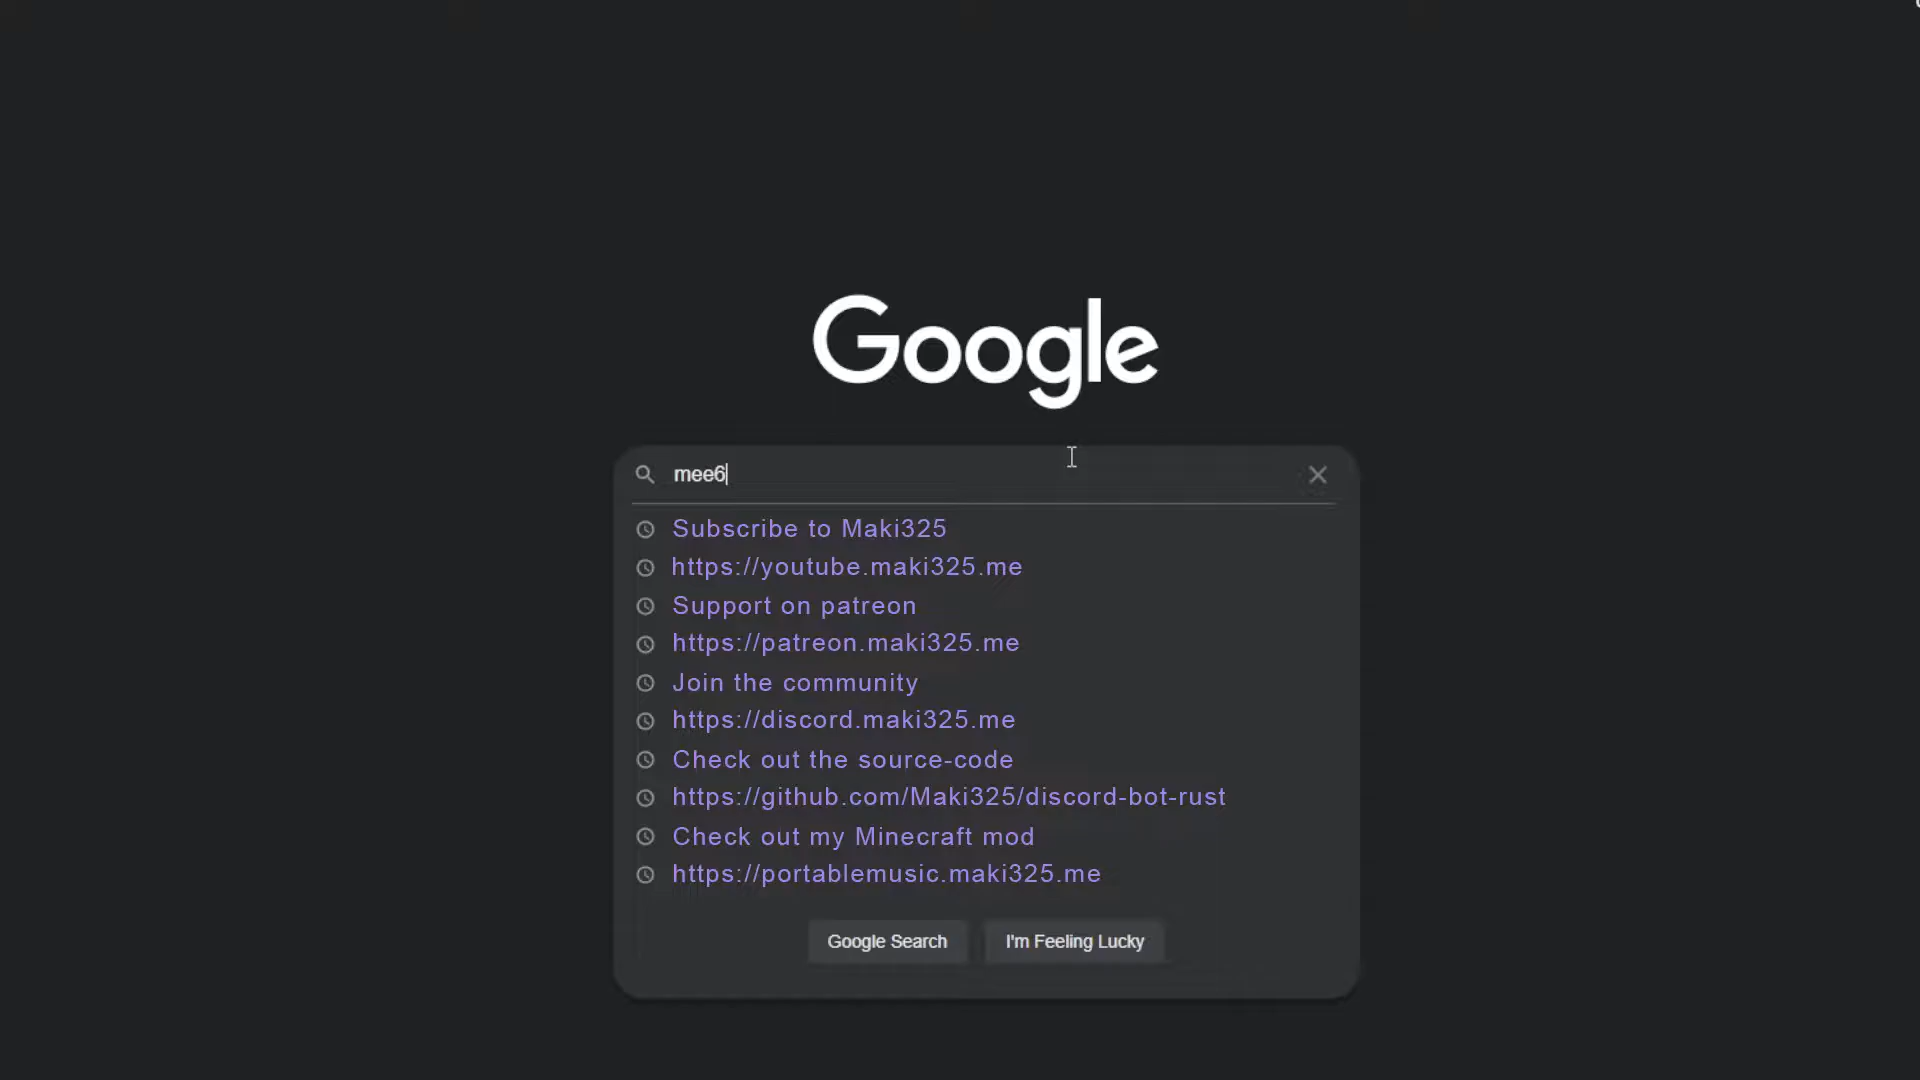 Google
mee6
Subscribe to Maki325
https://youtube.maki325.me
Support on patreon
https://patreon.maki325.me
Join the community
https://discord.maki325.me
Check out the source-code
https://github.com/Maki325/discord-bot-rust
Check out my Minecraft mod
https://portablemusic.maki325.me
Google Search
I'm Feeling Lucky